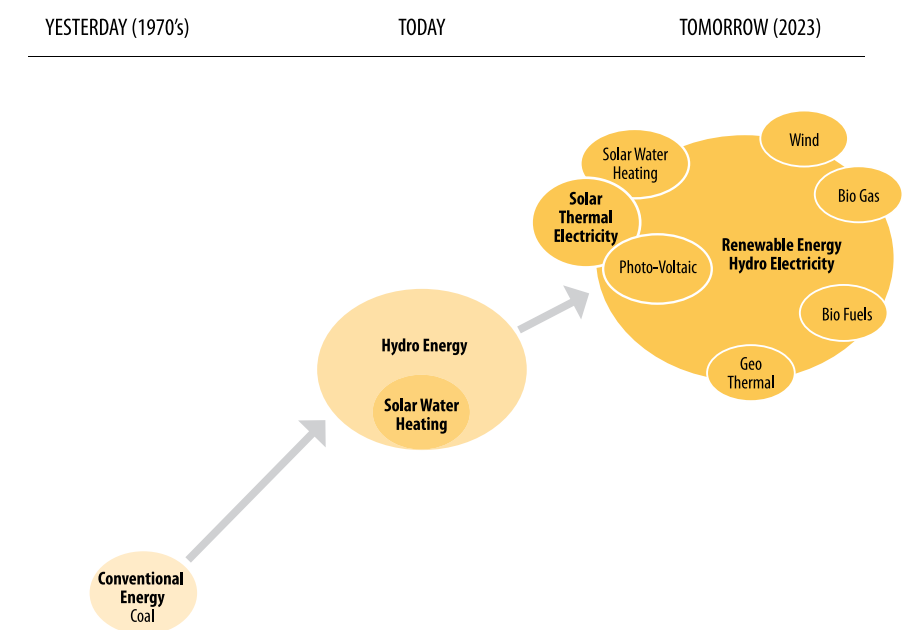 YESTERDAY (1970's)
TODAY
TOMORROW (2023)
Wind
Solar Water
Heating
Bio Gas
Solar
Thermal
Electricity
Renewable Energy
Hydro Electricity
Photo-Voltaic
Bio Fuels
Geo
Thermal
Hydro Energy
Solar Water
Heating
Conventional
Energy
Coal